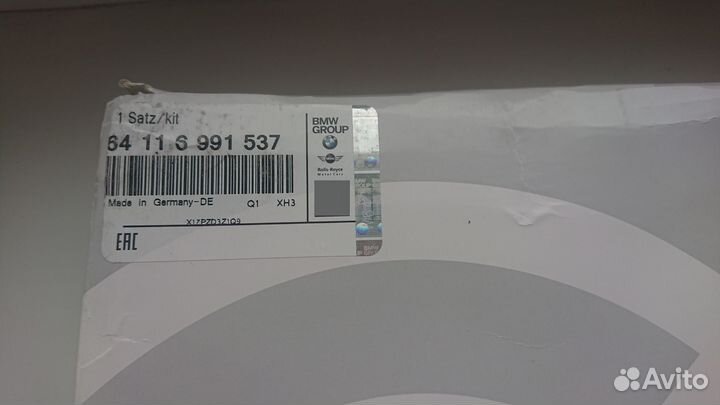 1 Satz/kit
64 11 6 991 537
Made in Germany-DE Q1 XH3
X1ZPZD3Z1Q9
EAC
BMW
GROUP
MINI
Rolls-Royce
Motor Cars
Avito